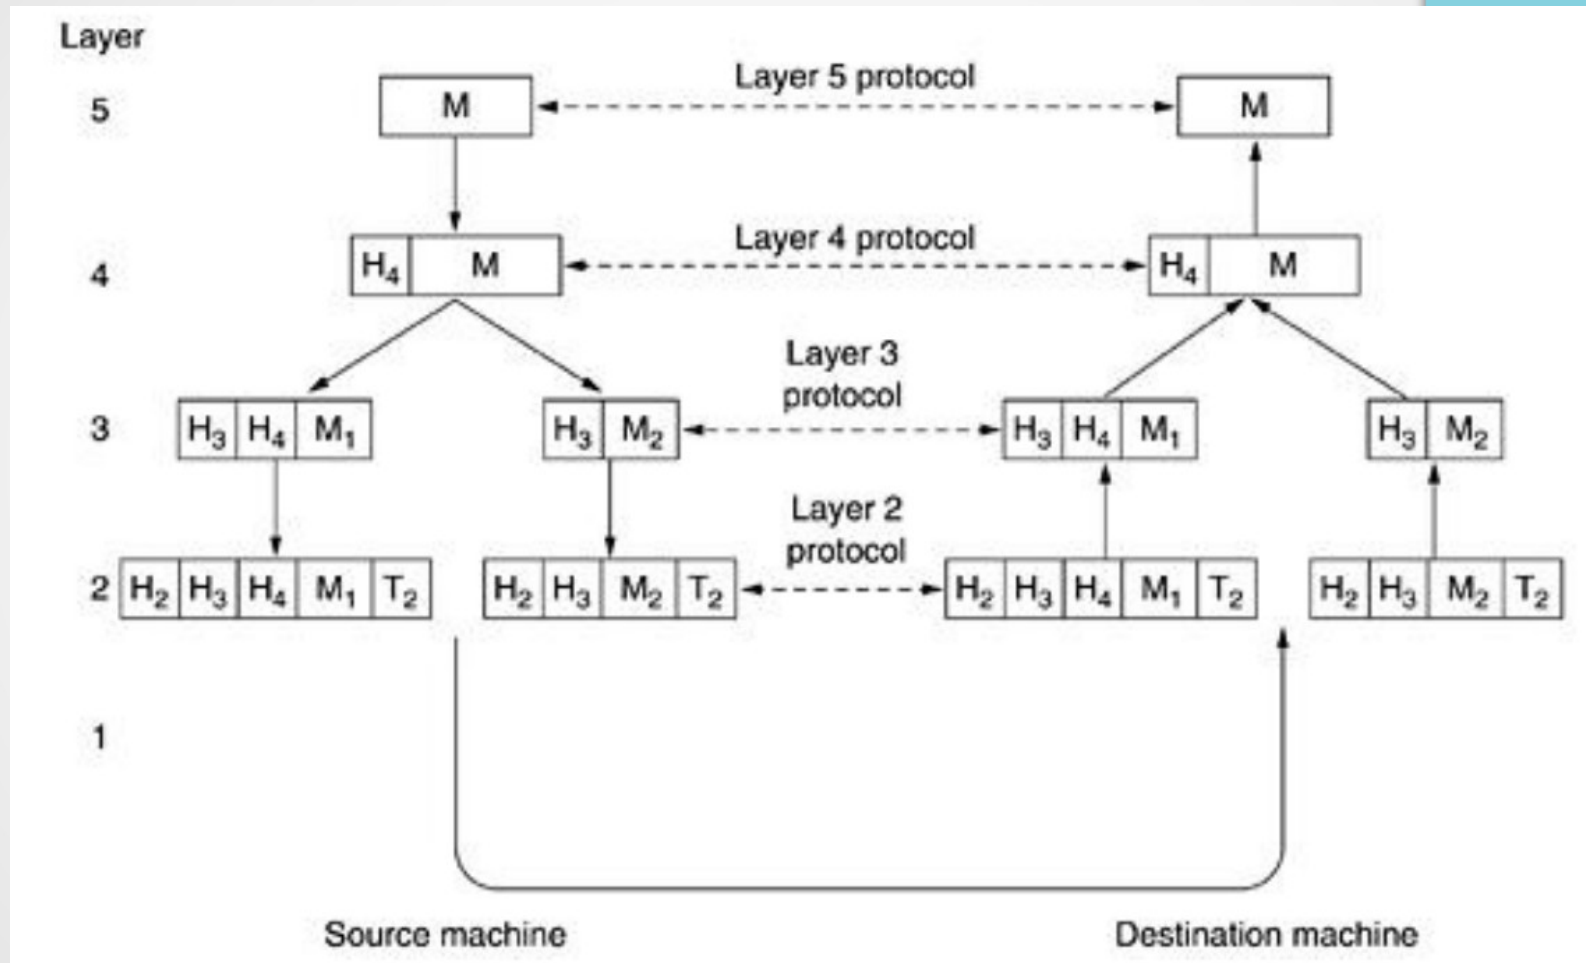 Layer
5 M Layer 5 protocol M
4 H₄ M Layer 4 protocol H₄ M
Layer 3
protocol
3 H₃ H₄ M₁ H₃ M₂ H₃ H₄ M₁ H₃ M₂
Layer 2
protocol
2 H₂ H₃ H₄ M₁ T₂ H₂ H₃ M₂ T₂ H₂ H₃ H₄ M₁ T₂ H₂ H₃ M₂ T₂
1
Source machine Destination machine